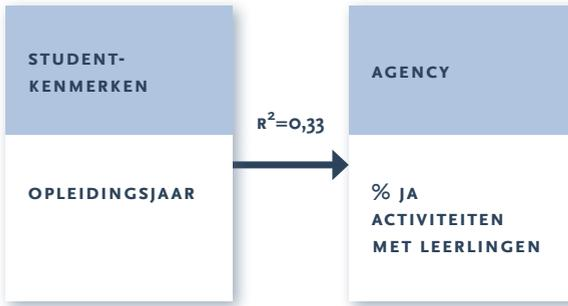 STUDENT-
KENMERKEN
OPLEIDINGSJAAR
R²=0,33
AGENCY
% JA
ACTIVITEITEN
MET LEERLINGEN